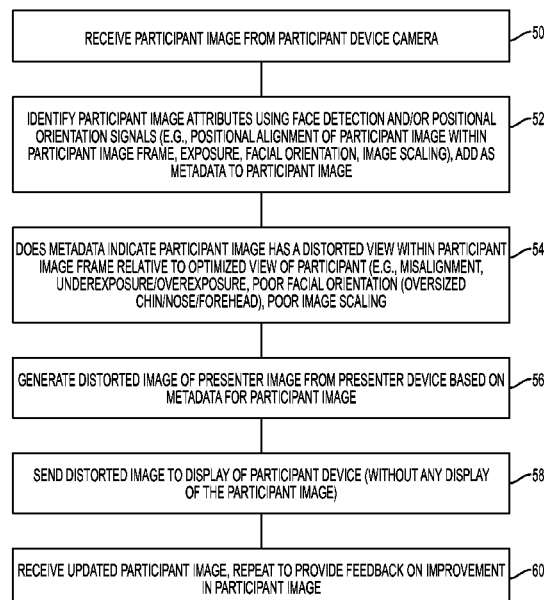 RECEIVE PARTICIPANT IMAGE FROM PARTICIPANT DEVICE CAMERA
50
IDENTIFY PARTICIPANT IMAGE ATTRIBUTES USING FACE DETECTION AND/OR POSITIONAL
ORIENTATION SIGNALS (E.G., POSITIONAL ALIGNMENT OF PARTICIPANT IMAGE WITHIN
PARTICIPANT IMAGE FRAME, EXPOSURE, FACIAL ORIENTATION, IMAGE SCALING), ADD AS
METADATA TO PARTICIPANT IMAGE
52
DOES METADATA INDICATE PARTICIPANT IMAGE HAS A DISTORTED VIEW WITHIN PARTICIPANT
IMAGE FRAME RELATIVE TO OPTIMIZED VIEW OF PARTICIPANT (E.G., MISALIGNMENT,
UNDEREXPOSURE/OVEREXPOSURE, POOR FACIAL ORIENTATION (OVERSIZED
CHIN/NOSE/FOREHEAD), POOR IMAGE SCALING
54
GENERATE DISTORTED IMAGE OF PRESENTER IMAGE FROM PRESENTER DEVICE BASED ON
METADATA FOR PARTICIPANT IMAGE
56
SEND DISTORTED IMAGE TO DISPLAY OF PARTICIPANT DEVICE (WITHOUT ANY DISPLAY
OF THE PARTICIPANT IMAGE)
58
RECEIVE UPDATED PARTICIPANT IMAGE, REPEAT TO PROVIDE FEEDBACK ON IMPROVEMENT
IN PARTICIPANT IMAGE
60